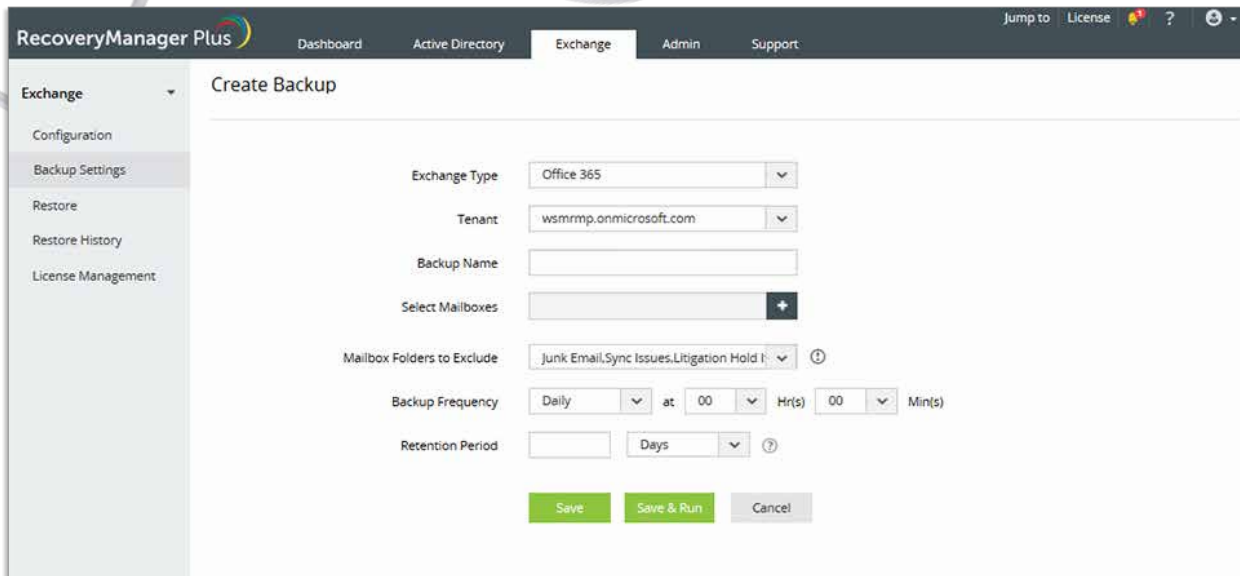 Jump to License 1 ?
RecoveryManager Plus
Dashboard Active Directory Exchange Admin Support
Exchange
Configuration
Backup Settings
Restore
Restore History
License Management
Create Backup
Exchange Type Office 365
Tenant wsmrmp.onmicrosoft.com
Backup Name
Select Mailboxes +
Mailbox Folders to Exclude Junk Email,Sync Issues,Litigation Hold
Backup Frequency Daily at 00 Hr(s) 00 Min(s)
Retention Period Days ?
Save Save & Run Cancel